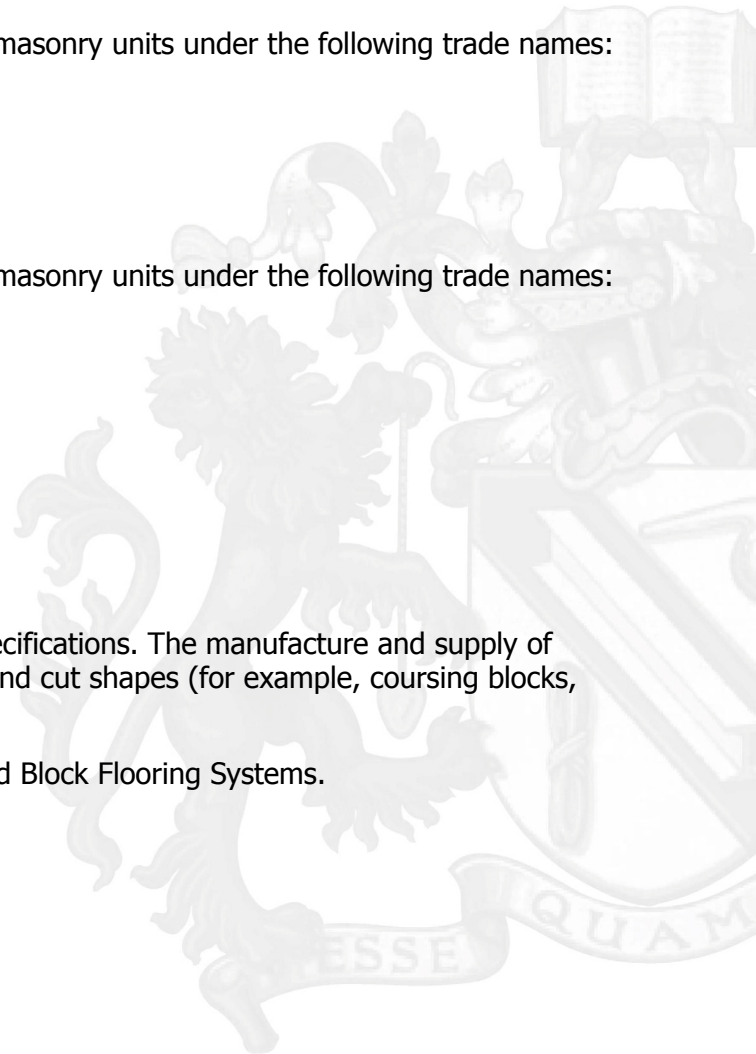 masonry units under the following trade names:
masonry units under the following trade names:
ecifications. The manufacture and supply of
nd cut shapes (for example, coursing blocks,
d Block Flooring Systems.
ESSE
QUAM